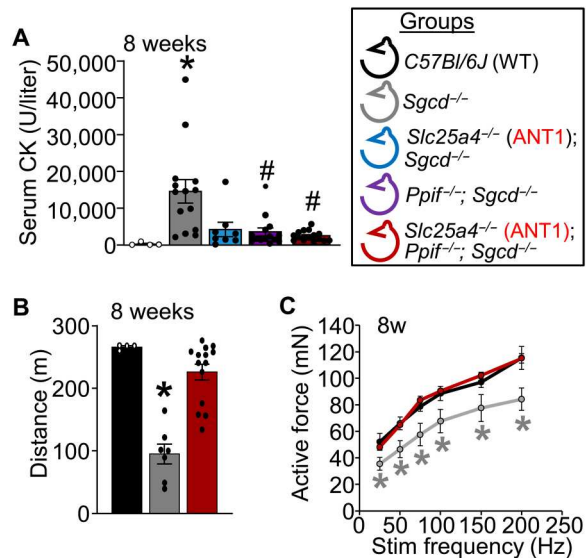 A
8 weeks
Serum CK (U/liter)
50,000
40,000
30,000
20,000
10,000
0
*
#
#
Groups
C57Bl/6J (WT)
Sgcd–/–
Slc25a4–/– (ANT1);
Sgcd–/–
Ppif–/–; Sgcd–/–
Slc25a4–/– (ANT1);
Ppif–/–; Sgcd–/–
B
8 weeks
Distance (m)
300
200
100
0
*
C
8w
Active force (mN)
140
120
100
80
60
40
20
0
* * * * * *
0 50 100 150 200 250
Stim frequency (Hz)